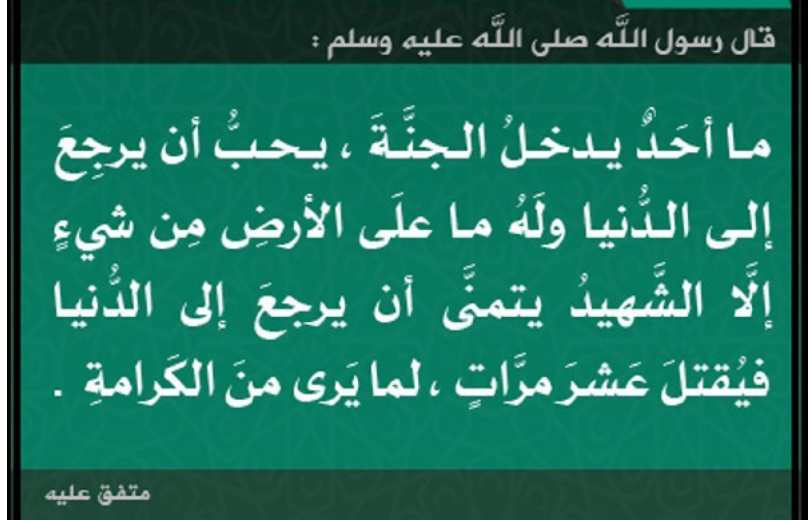 قال رسول اللَّه صلى اللَّه عليه وسلم :
ما أحَدٌ يدخلُ الجنَّةَ ، يحبُّ أن يرجِعَ
إلى الدُّنيا ولَهُ ما علَى الأرضِ مِن شيءٍ
إلَّا الشَّهيدُ يتمنَّى أن يرجعَ إلى الدُّنيا
فيُقتلَ عَشرَ مرَّاتٍ ، لما يَرى منَ الكَرامةِ .
متفق عليه